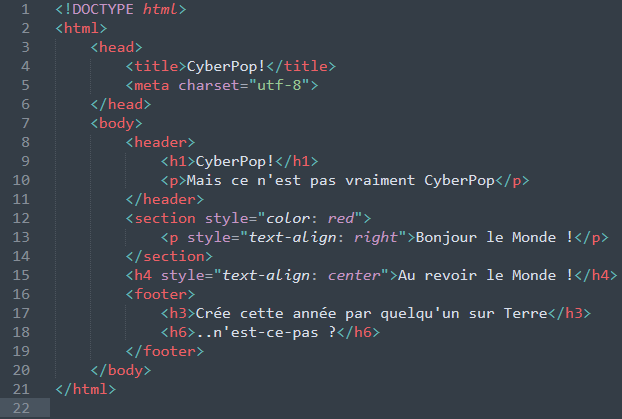 1 <!DOCTYPE html>
2 <html>
3     <head>
4         <title>CyberPop!</title>
5         <meta charset="utf-8">
6     </head>
7     <body>
8         <header>
9             <h1>CyberPop!</h1>
10             <p>Mais ce n'est pas vraiment CyberPop</p>
11         </header>
12         <section style="color: red">
13             <p style="text-align: right">Bonjour le Monde !</p>
14         </section>
15         <h4 style="text-align: center">Au revoir le Monde !</h4>
16         <footer>
17             <h3>Crée cette année par quelqu'un sur Terre</h3>
18             <h6>..n'est-ce-pas ?</h6>
19         </footer>
20     </body>
21 </html>
22